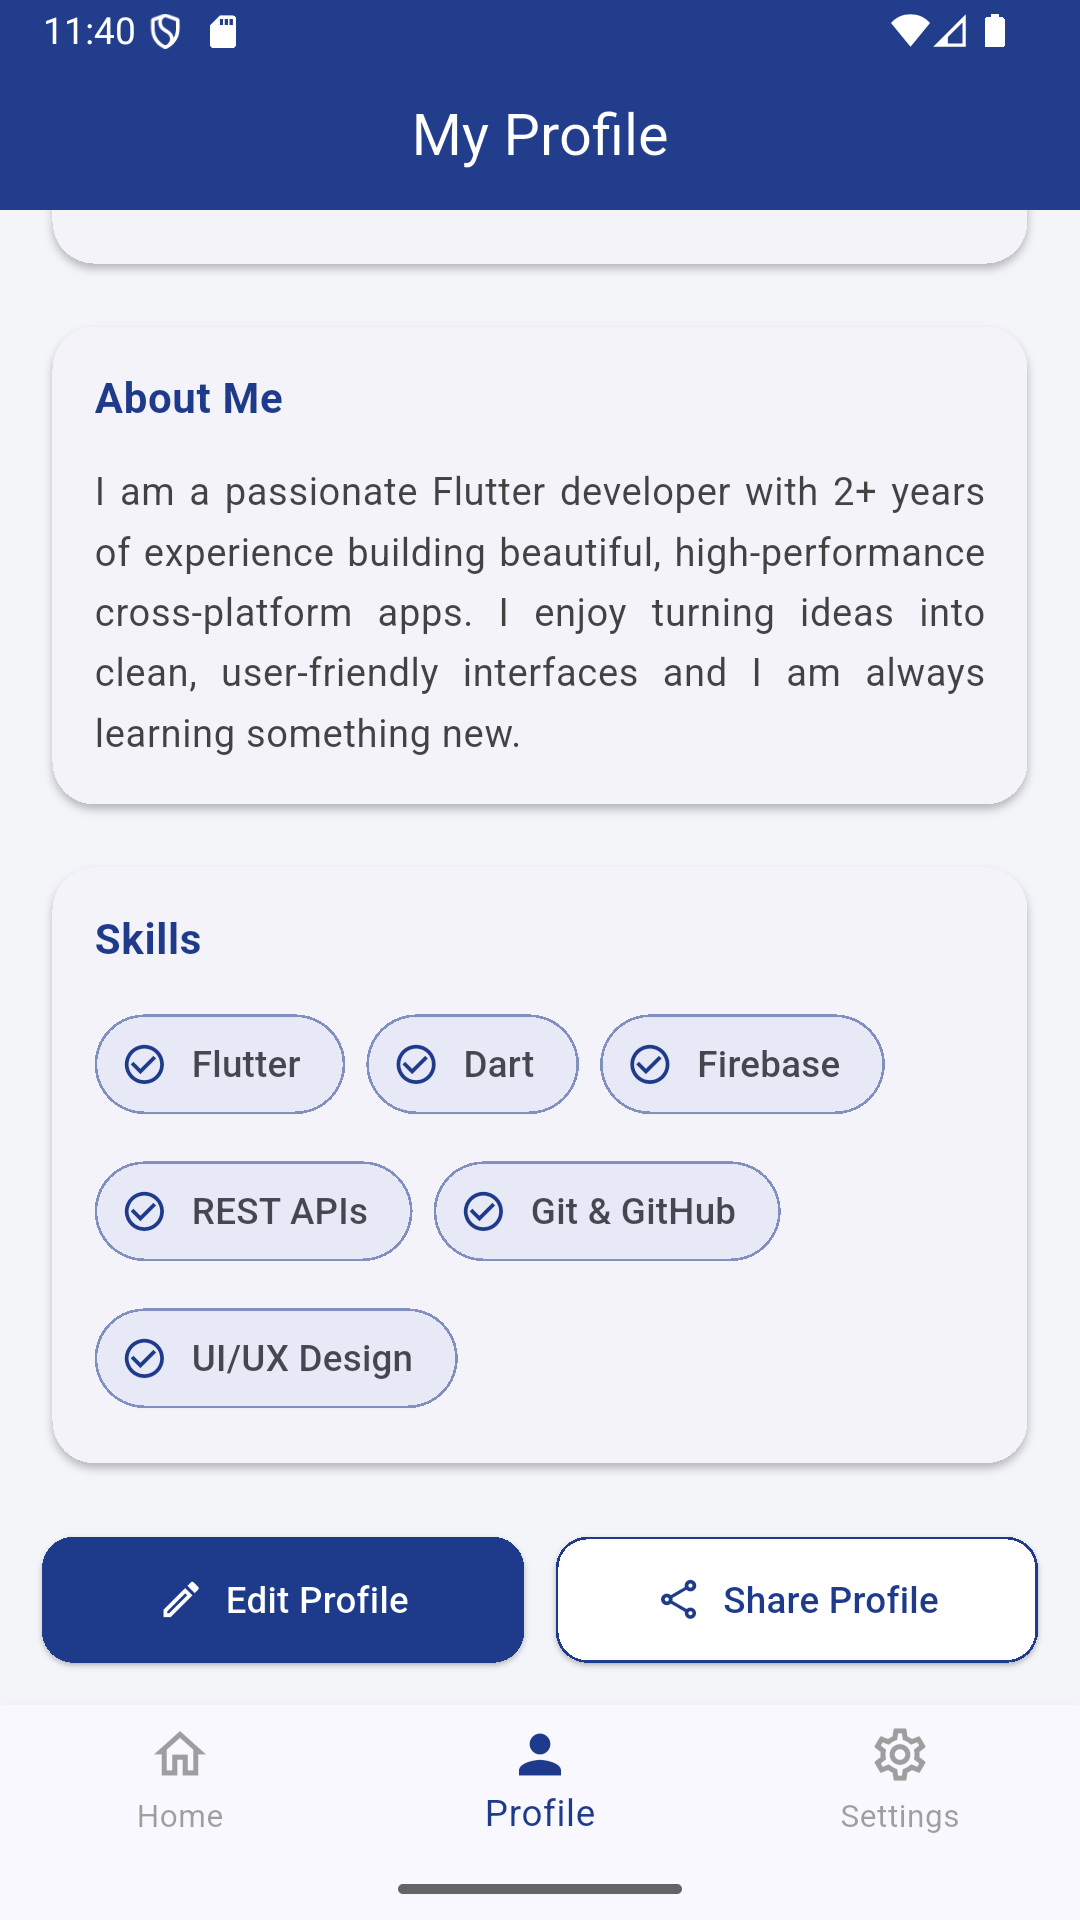 11:40
My Profile
About Me
I am a passionate Flutter developer with 2+ years
of experience building beautiful, high-performance
cross-platform apps. I enjoy turning ideas into
clean, user-friendly interfaces and I am always
learning something new.
Skills
Flutter
Dart
Firebase
REST APIs
Git & GitHub
UI/UX Design
Edit Profile
Share Profile
Home
Profile
Settings